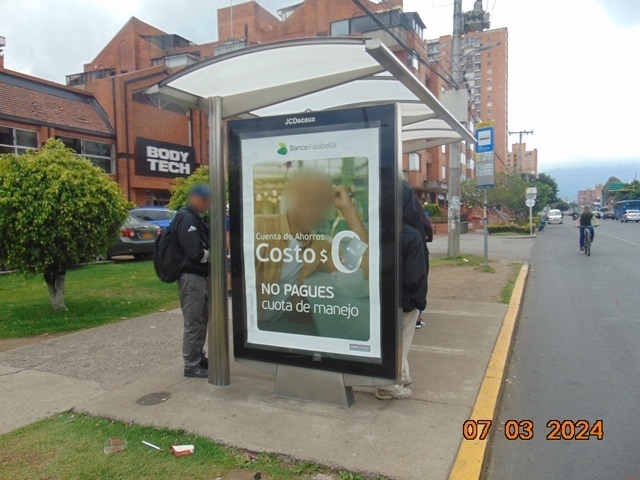 BODY
TECH
JCDecaux
Banco Falabella
Cuenta de Ahorros
Costo $0
NO PAGUES
cuota de manejo
07 03 2024